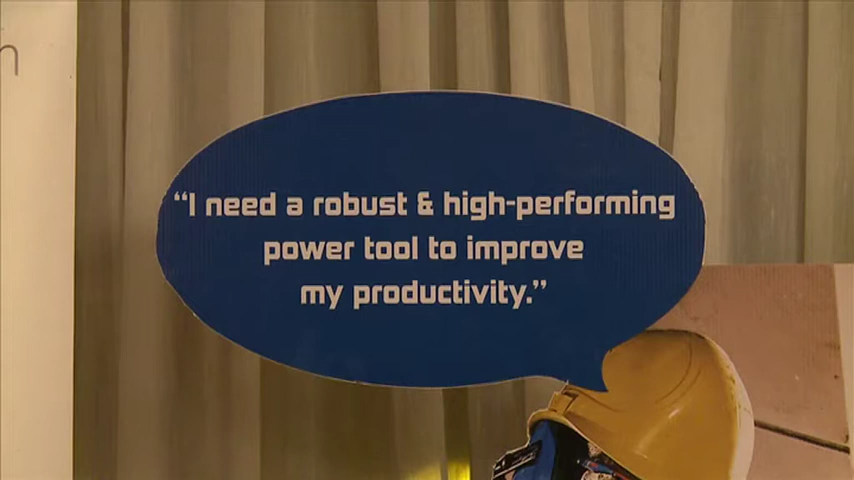 n
“I need a robust & high-performing
power tool to improve
my productivity.”